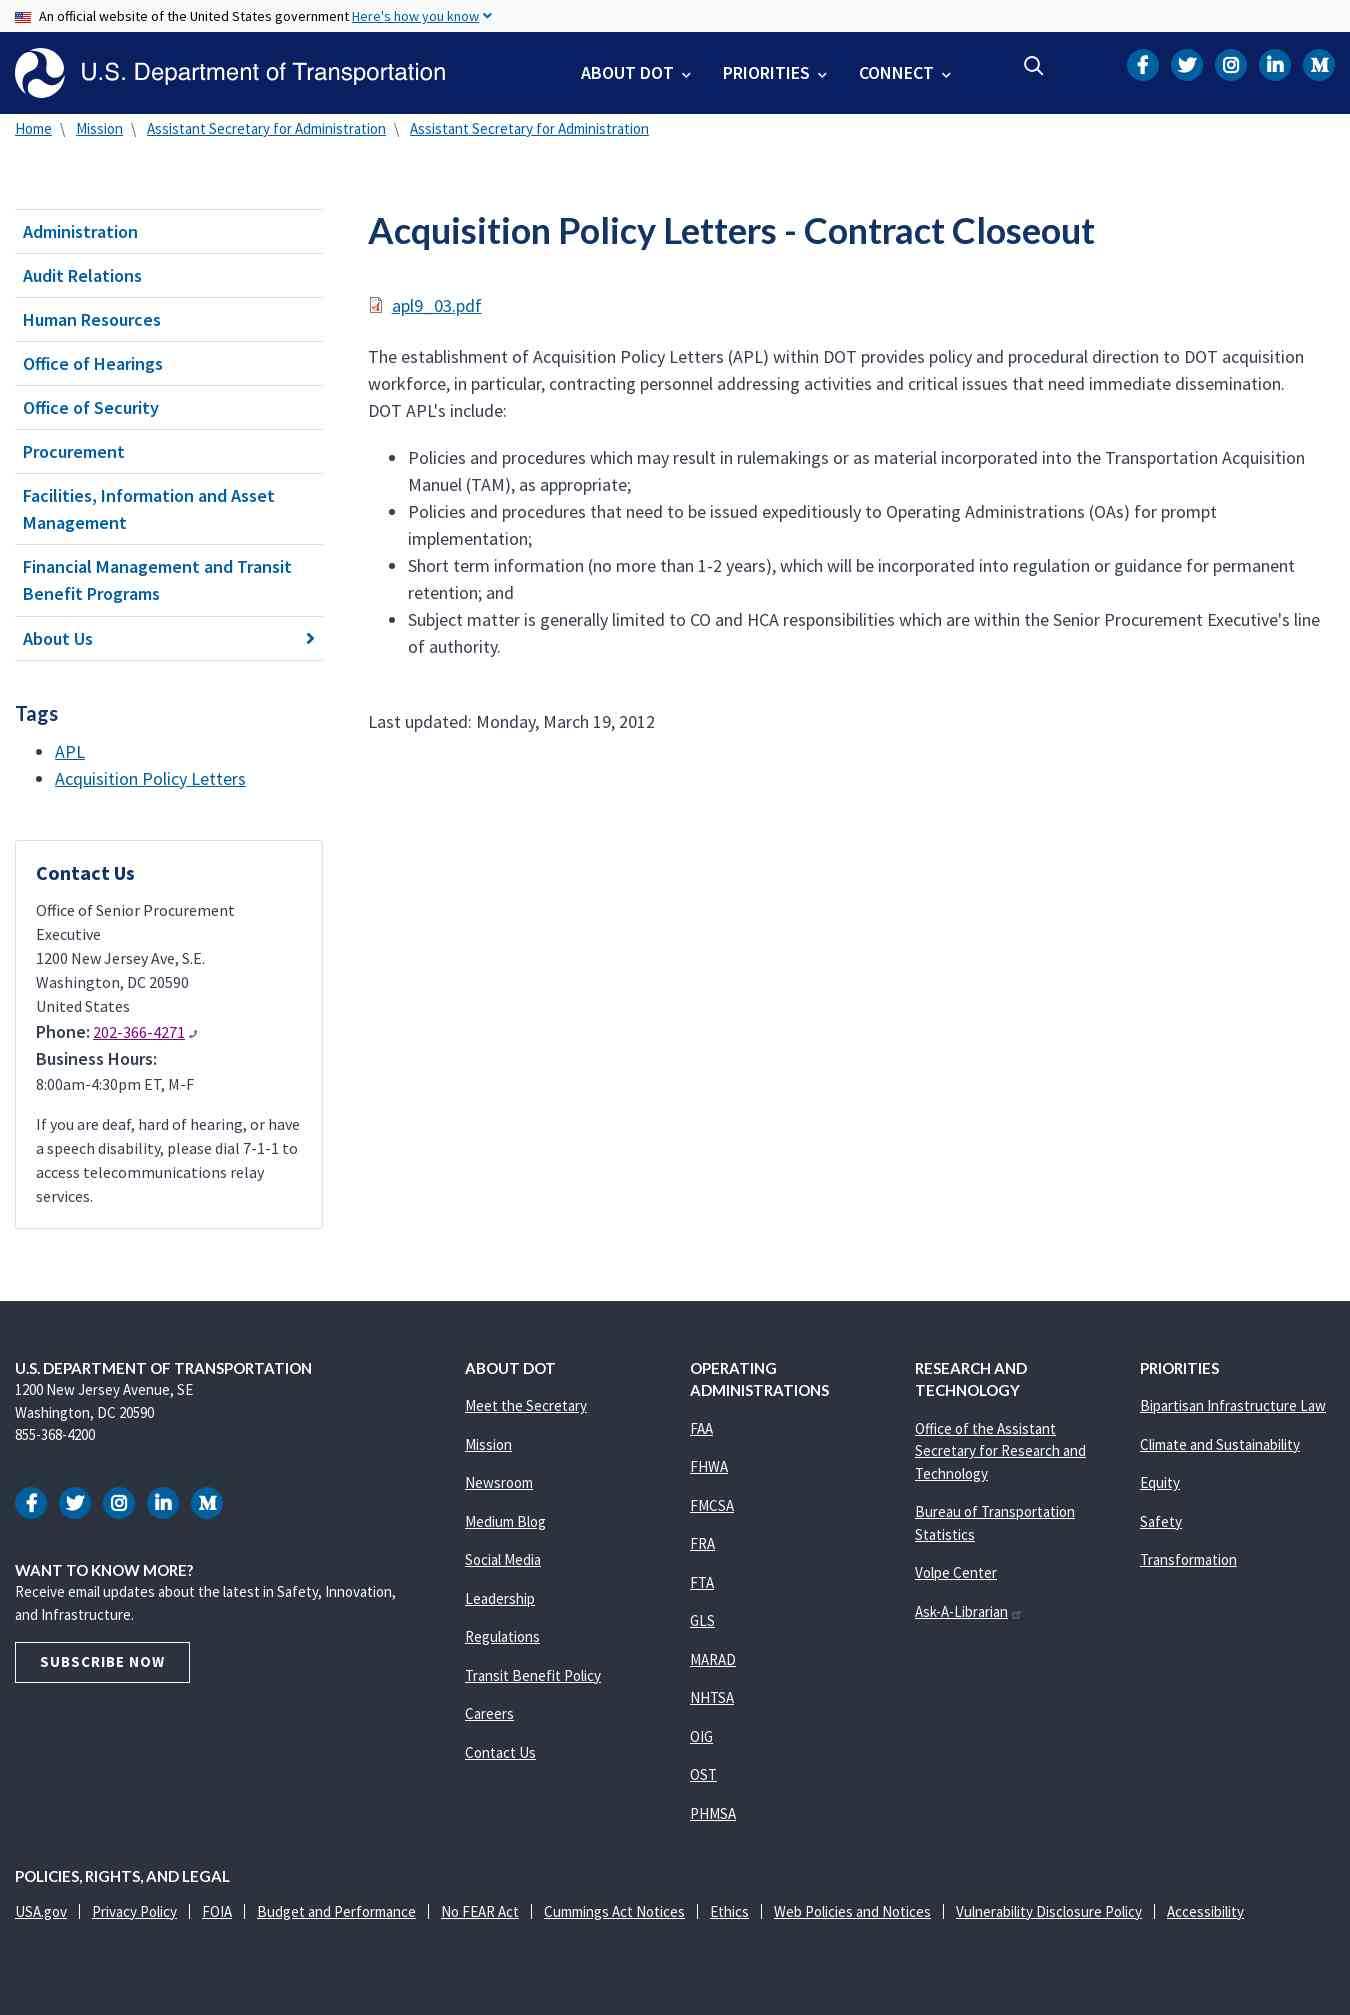 An official website of the United States government Here's how you know
U.S. Department of Transportation
ABOUT DOT
PRIORITIES
CONNECT
Home \ Mission \ Assistant Secretary for Administration \ Assistant Secretary for Administration
Administration
Audit Relations
Human Resources
Office of Hearings
Office of Security
Procurement
Facilities, Information and Asset
Management
Financial Management and Transit
Benefit Programs
About Us
Tags
APL
Acquisition Policy Letters
Contact Us
Office of Senior Procurement
Executive
1200 New Jersey Ave, S.E.
Washington, DC 20590
United States
Phone: 202-366-4271
Business Hours:
8:00am-4:30pm ET, M-F
If you are deaf, hard of hearing, or have
a speech disability, please dial 7-1-1 to
access telecommunications relay
services.
Acquisition Policy Letters - Contract Closeout
apl9_03.pdf
The establishment of Acquisition Policy Letters (APL) within DOT provides policy and procedural direction to DOT acquisition
workforce, in particular, contracting personnel addressing activities and critical issues that need immediate dissemination.
DOT APL's include:
Policies and procedures which may result in rulemakings or as material incorporated into the Transportation Acquisition
Manuel (TAM), as appropriate;
Policies and procedures that need to be issued expeditiously to Operating Administrations (OAs) for prompt
implementation;
Short term information (no more than 1-2 years), which will be incorporated into regulation or guidance for permanent
retention; and
Subject matter is generally limited to CO and HCA responsibilities which are within the Senior Procurement Executive's line
of authority.
Last updated: Monday, March 19, 2012
U.S. DEPARTMENT OF TRANSPORTATION
1200 New Jersey Avenue, SE
Washington, DC 20590
855-368-4200
WANT TO KNOW MORE?
Receive email updates about the latest in Safety, Innovation,
and Infrastructure.
SUBSCRIBE NOW
ABOUT DOT
Meet the Secretary
Mission
Newsroom
Medium Blog
Social Media
Leadership
Regulations
Transit Benefit Policy
Careers
Contact Us
OPERATING
ADMINISTRATIONS
FAA
FHWA
FMCSA
FRA
FTA
GLS
MARAD
NHTSA
OIG
OST
PHMSA
RESEARCH AND
TECHNOLOGY
Office of the Assistant
Secretary for Research and
Technology
Bureau of Transportation
Statistics
Volpe Center
Ask-A-Librarian
PRIORITIES
Bipartisan Infrastructure Law
Climate and Sustainability
Equity
Safety
Transformation
POLICIES, RIGHTS, AND LEGAL
USA.gov | Privacy Policy | FOIA | Budget and Performance | No FEAR Act | Cummings Act Notices | Ethics | Web Policies and Notices | Vulnerability Disclosure Policy | Accessibility